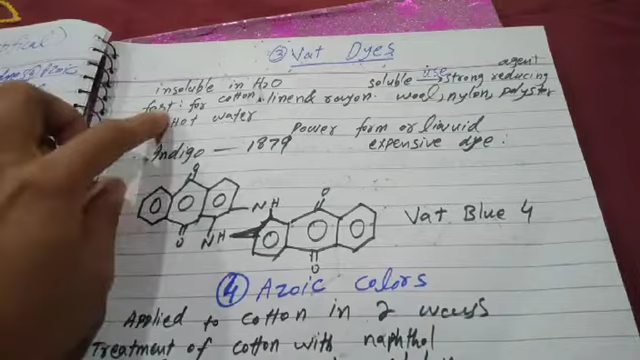 ③ Vat Dyes
insoluble in H2O soluble use strong reducing agent
fast: for cotton, linen & rayon. wool, nylon, polyster
Hot water
Power form or liquid
Indigo — 1879 expensive dye:
O
O
N H
NH
O
O
Vat Blue 4
④ Azoic colors
Applied to cotton in 2 ways
Treatment of cotton with naphthol